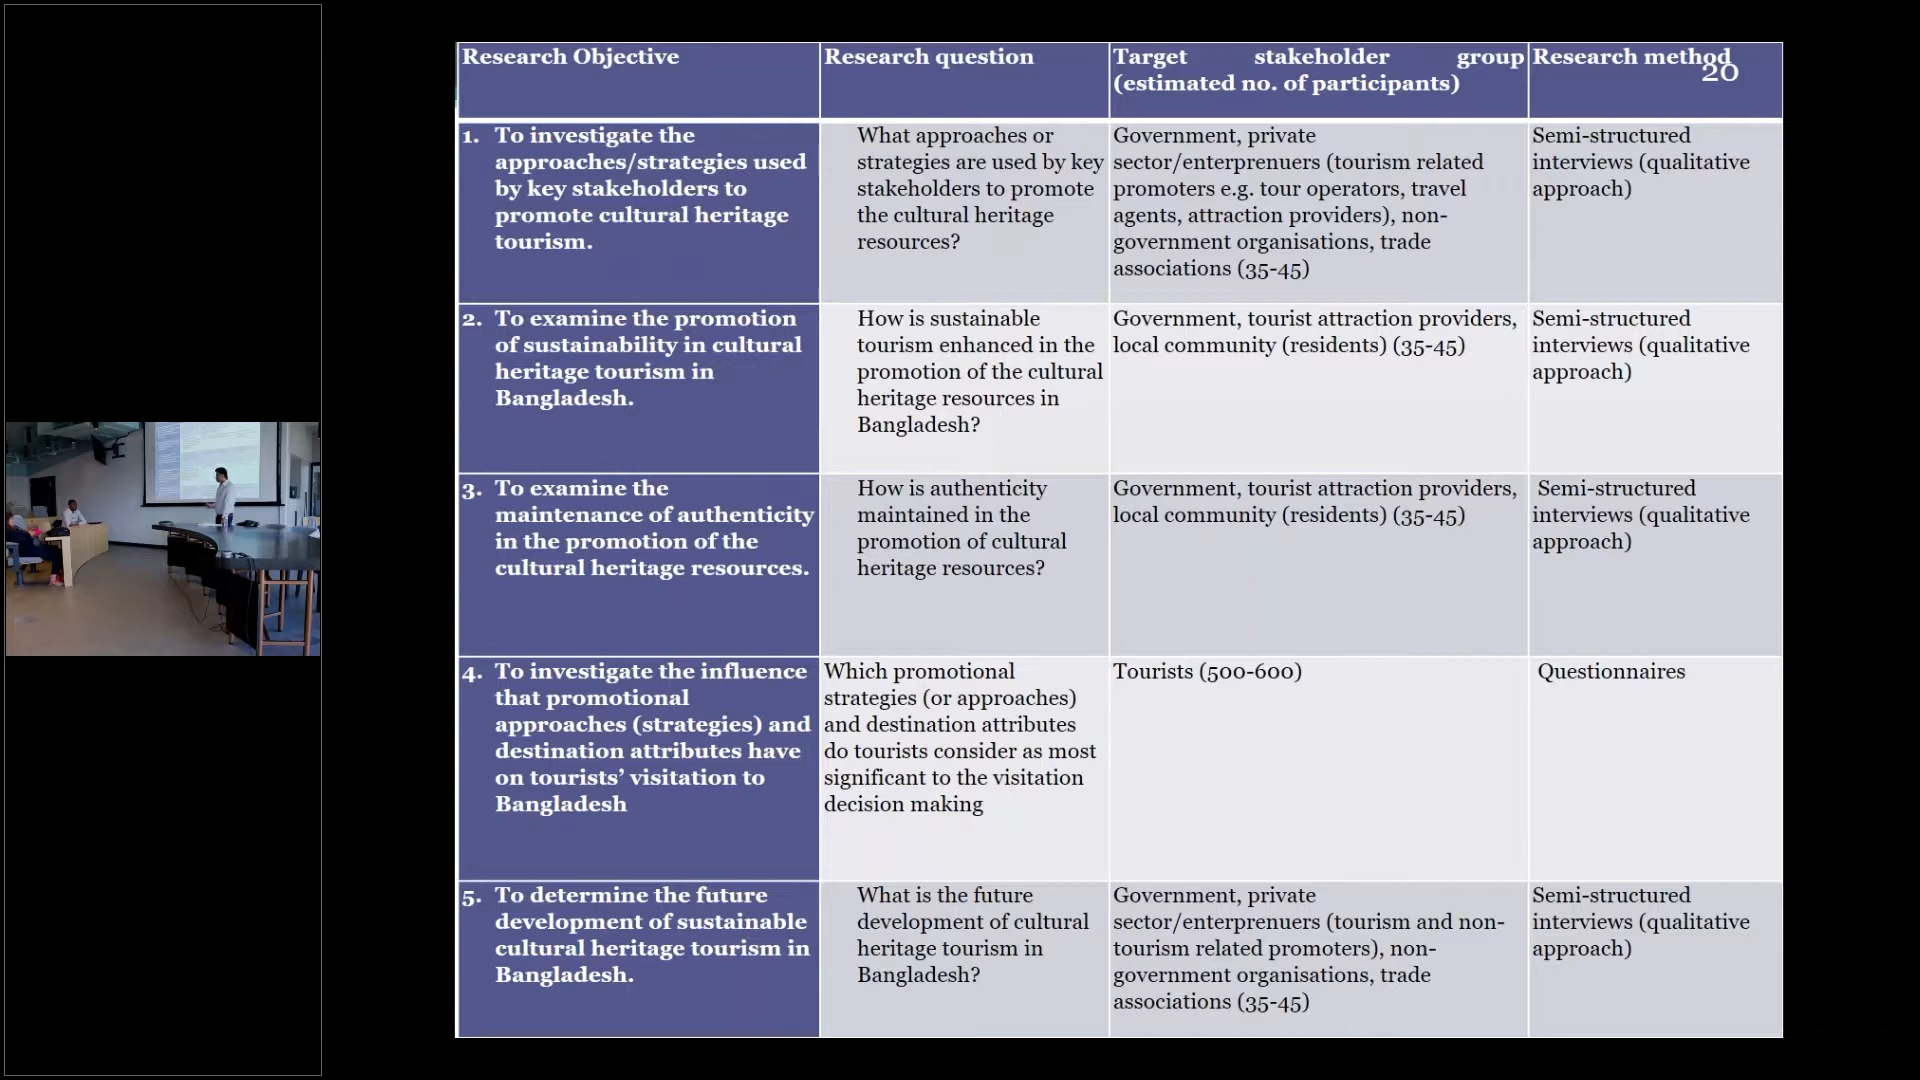 Research Objective
Research question
Target stakeholder group
(estimated no. of participants)
Research method
20
1. To investigate the
approaches/strategies used
by key stakeholders to
promote cultural heritage
tourism.
What approaches or
strategies are used by key
stakeholders to promote
the cultural heritage
resources?
Government, private
sector/enterprenuers (tourism related
promoters e.g. tour operators, travel
agents, attraction providers), non-
government organisations, trade
associations (35-45)
Semi-structured
interviews (qualitative
approach)
2. To examine the promotion
of sustainability in cultural
heritage tourism in
Bangladesh.
How is sustainable
tourism enhanced in the
promotion of the cultural
heritage resources in
Bangladesh?
Government, tourist attraction providers,
local community (residents) (35-45)
Semi-structured
interviews (qualitative
approach)
3. To examine the
maintenance of authenticity
in the promotion of the
cultural heritage resources.
How is authenticity
maintained in the
promotion of cultural
heritage resources?
Government, tourist attraction providers,
local community (residents) (35-45)
Semi-structured
interviews (qualitative
approach)
4. To investigate the influence
that promotional
approaches (strategies) and
destination attributes have
on tourists’ visitation to
Bangladesh
Which promotional
strategies (or approaches)
and destination attributes
do tourists consider as most
significant to the visitation
decision making
Tourists (500-600)
Questionnaires
5. To determine the future
development of sustainable
cultural heritage tourism in
Bangladesh.
What is the future
development of cultural
heritage tourism in
Bangladesh?
Government, private
sector/enterprenuers (tourism and non-
tourism related promoters), non-
government organisations, trade
associations (35-45)
Semi-structured
interviews (qualitative
approach)